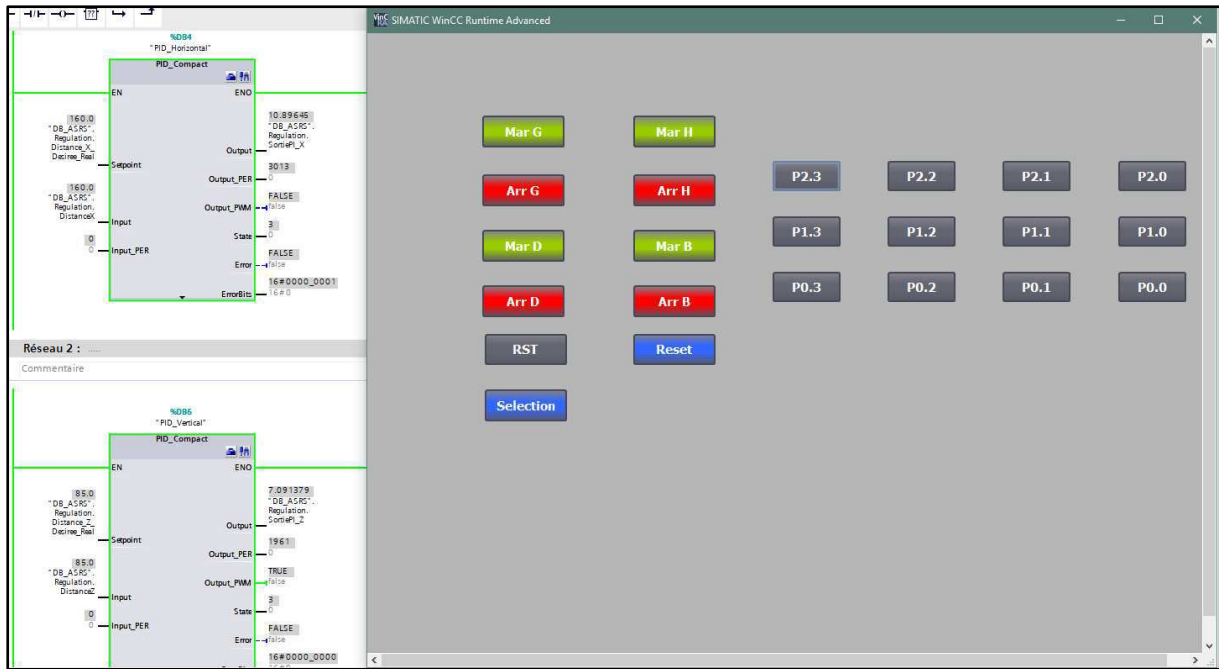 ??
%DB4
"PID_Horizontal"
PID_Compact
EN
ENO
160.0
"DB_ASRS".
Regulation.
Distance_X_
Deciree_Real
Setpoint
160.0
"DB_ASRS".
Regulation.
DistanceX
Input
0
0
Input_PER
10.89645
"DB_ASRS".
Regulation.
SortiePI_X
Output
3013
Output_PER
0
FALSE
Output_PWM
false
3
State
0
FALSE
Error
false
16#0000_0001
ErrorBits
16#0
Réseau 2 : .....
Commentaire
%DB6
"PID_Vertical"
PID_Compact
EN
ENO
85.0
"DB_ASRS".
Regulation.
Distance_Z_
Deciree_Real
Setpoint
85.0
"DB_ASRS".
Regulation.
DistanceZ
Input
0
0
Input_PER
7.091379
"DB_ASRS".
Regulation.
SortiePI_Z
Output
1961
Output_PER
0
TRUE
Output_PWM
false
3
State
0
FALSE
Error
false
16#0000_0000
SIMATIC WinCC Runtime Advanced
Mar G
Mar H
Arr G
Arr H
Mar D
Mar B
Arr D
Arr B
RST
Reset
Selection
P2.3
P2.2
P2.1
P2.0
P1.3
P1.2
P1.1
P1.0
P0.3
P0.2
P0.1
P0.0